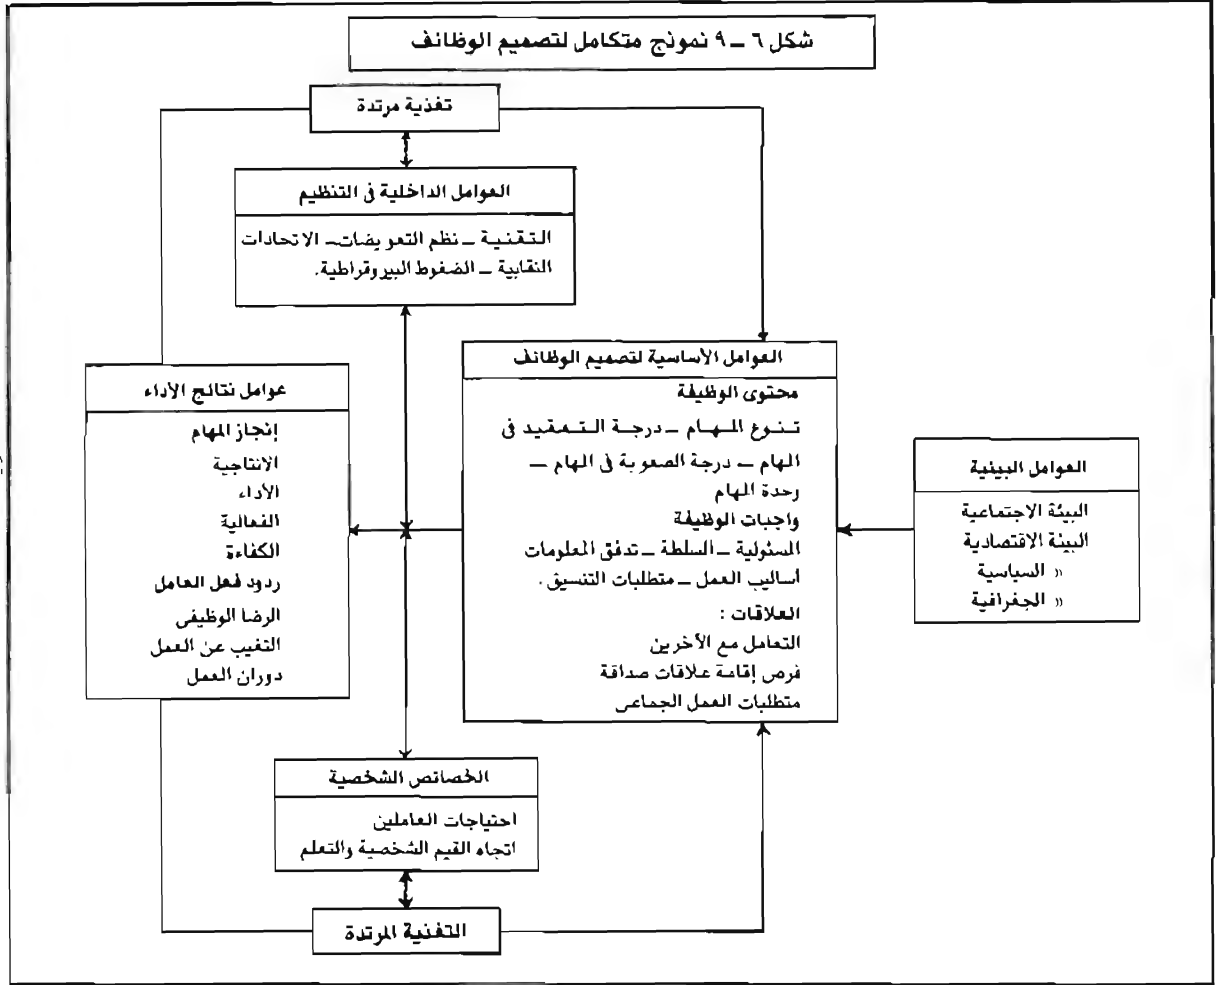 شكل ٦ – ٩ نموذج متكامل لتصميم الوظائف
تغذية مرتدة
العوامل الداخلية في التنظيم
التقنية – نظم التعويضات – الاتحادات
النقابية – الضغوط البيروقراطية.
العوامل الأساسية لتصميم الوظائف
محتوى الوظيفة
تنوع المهام – درجة التعقيد في
المهام – درجة الصعوبة في المهام –
وحدة المهام
واجبات الوظيفة
المسئولية – السلطة – تدفق المعلومات
أساليب العمل – متطلبات التنسيق.
العلاقات :
التعامل مع الآخرين
فرص إقامة علاقات صداقة
متطلبات العمل الجماعى
العوامل البيئية
البيئة الاجتماعية
البيئة الاقتصادية
« السياسية
« الجغرافية
عوامل نتائج الأداء
إنجاز المهام
الانتاجية
الأداء
الفعالية
الكفاءة
ردود فعل العامل
الرضا الوظيفى
التغيب عن العمل
دوران العمل
الخصائص الشخصية
احتياجات العاملين
اتجاه القيم الشخصية والتعلم
التغذية المرتدة